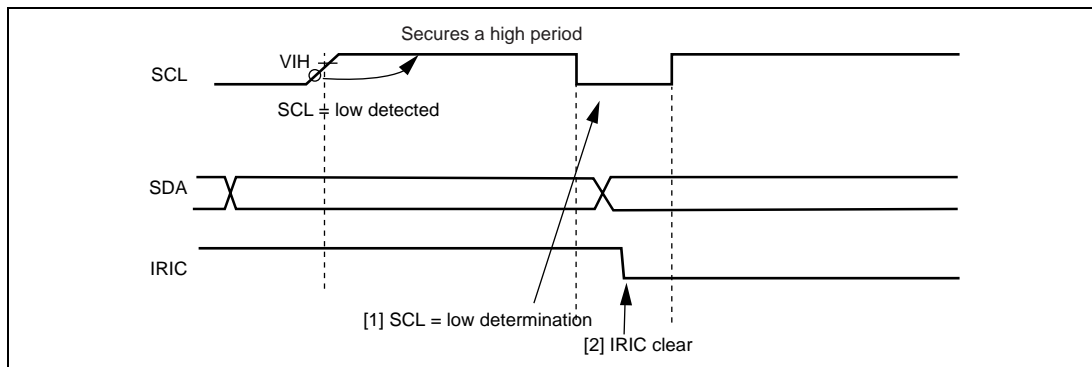 Secures a high period
VIH
SCL
SCL = low detected
SDA
IRIC
[1] SCL = low determination
[2] IRIC clear